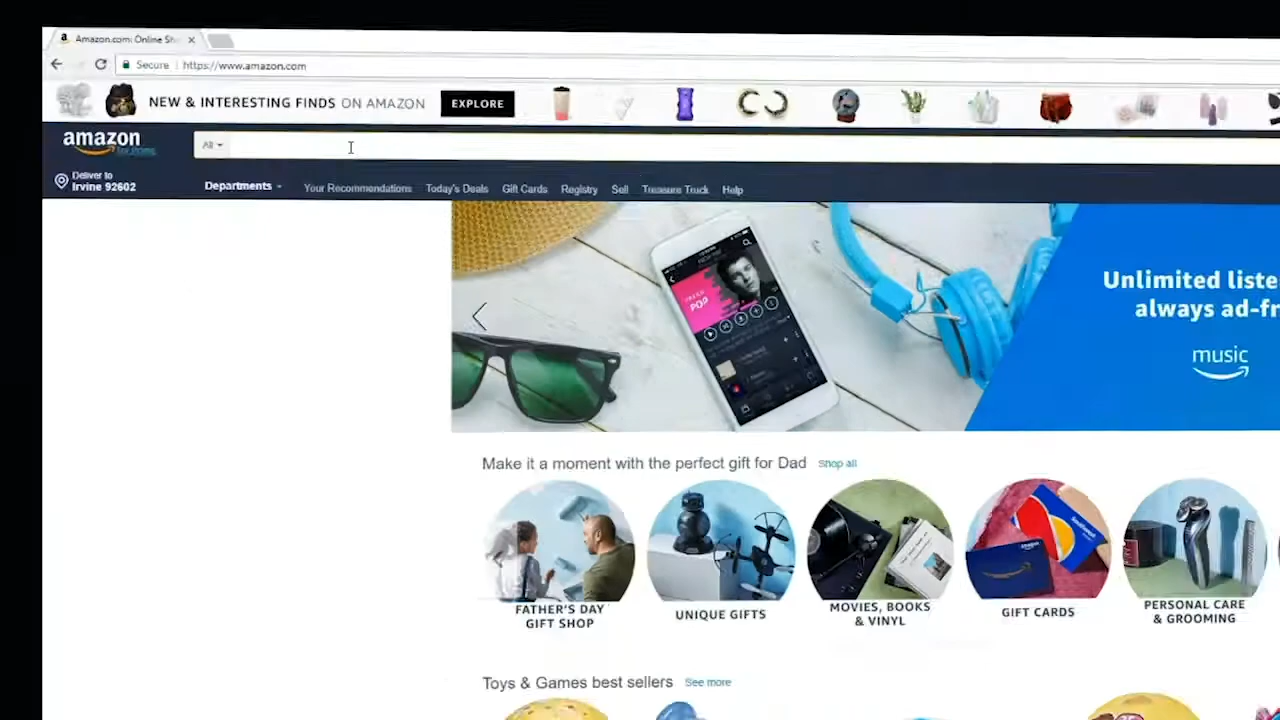 Amazon.com: Online Sh
Secure
https://www.amazon.com
NEW & INTERESTING FINDS ON AMAZON
EXPLORE
amazon
All
Deliver to
Irvine 92602
Departments
Your Recommendations
Today's Deals
Gift Cards
Registry
Sell
Treasure Truck
Help
POP
Unlimited liste
always ad-fr
music
Make it a moment with the perfect gift for Dad
Shop all
FATHER'S DAY
GIFT SHOP
UNIQUE GIFTS
MOVIES, BOOKS
& VINYL
GIFT CARDS
PERSONAL CARE
& GROOMING
Toys & Games best sellers
See more